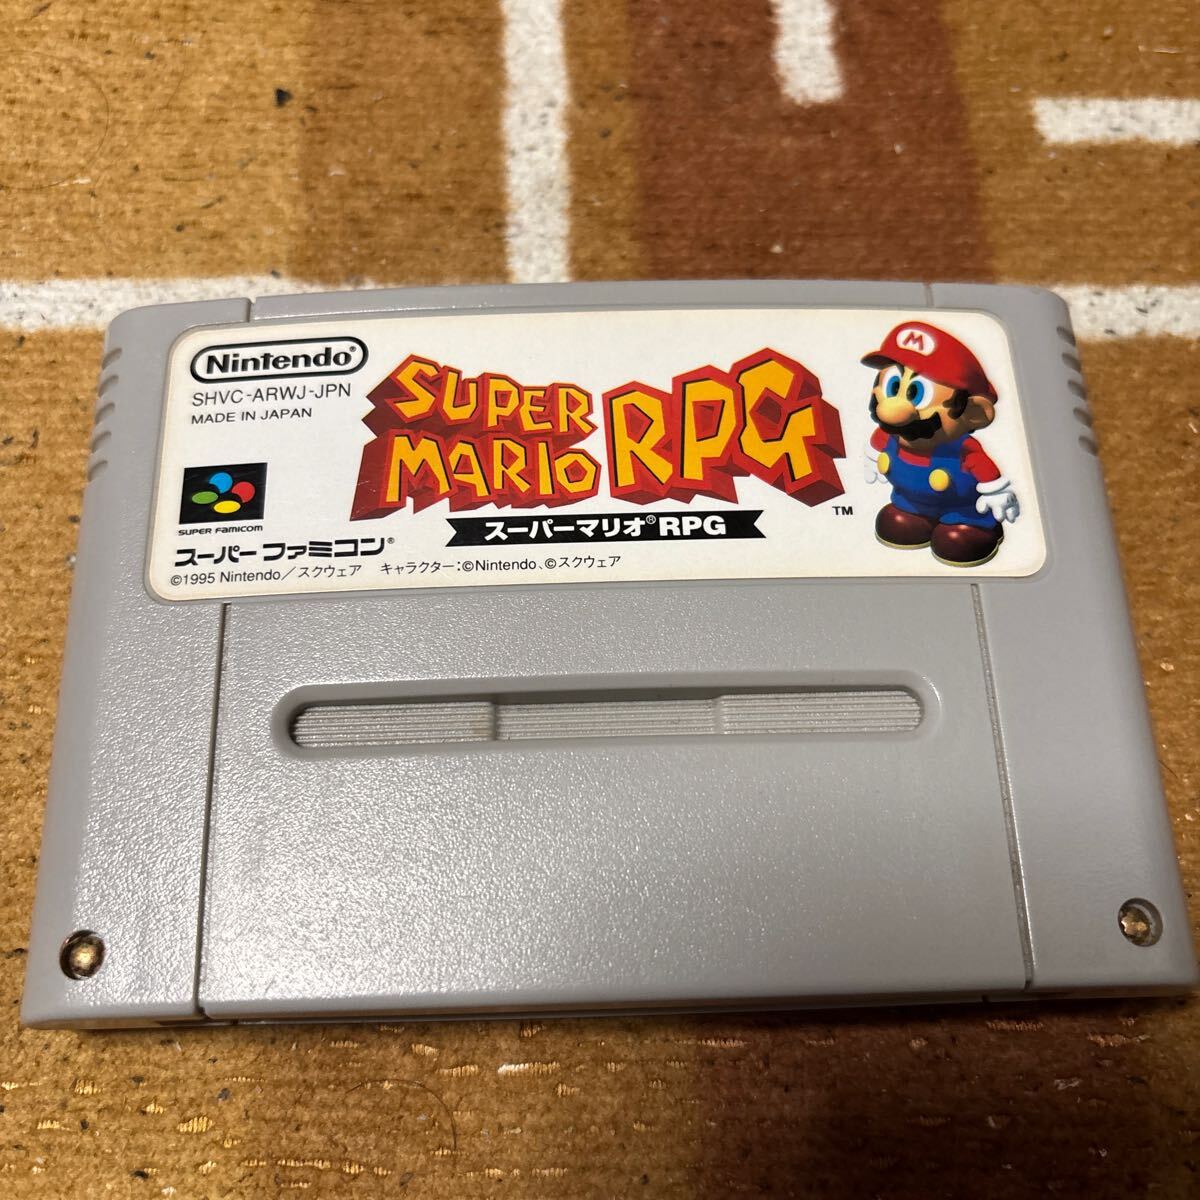 Nintendo®
SHVC-ARWJ-JPN
MADE IN JAPAN
SUPER FAMICOM
スーパーファミコン®
SUPER
MARIO RPG
TM
スーパーマリオ® RPG
©1995 Nintendo/スクウェア キャラクター:©Nintendo、©スクウェア
M